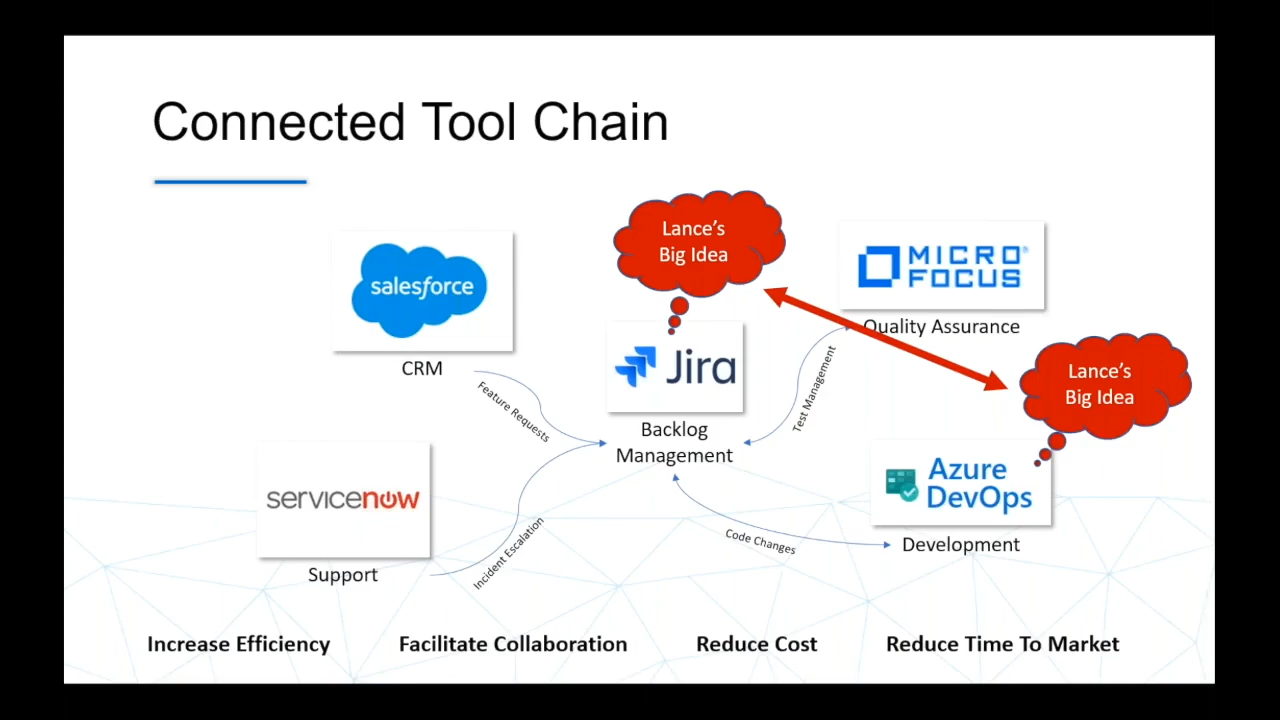 Connected Tool Chain
salesforce
CRM
Feature Requests
servicenow
Support
Incident Escalation
Lance's
Big Idea
Jira
Backlog
Management
Test Management
Code Changes
MICRO
FOCUS®
Quality Assurance
Lance's
Big Idea
Azure
DevOps
Development
Increase Efficiency
Facilitate Collaboration
Reduce Cost
Reduce Time To Market